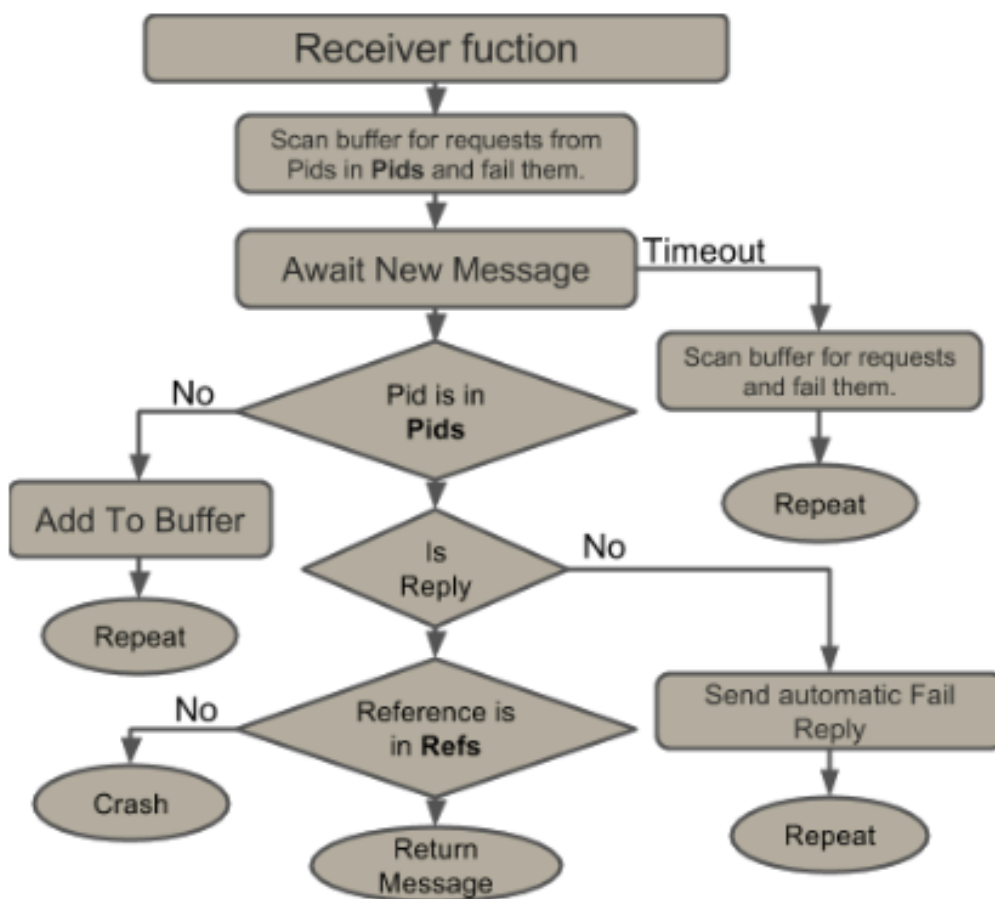 Receiver fuction
Scan buffer for requests from
Pids in Pids and fail them.
Await New Message
Timeout
Scan buffer for requests
and fail them.
Repeat
Pid is in
Pids
No
Add To Buffer
Repeat
Is
Reply
No
Send automatic Fail
Reply
Repeat
Reference is
in Refs
No
Crash
Return
Message